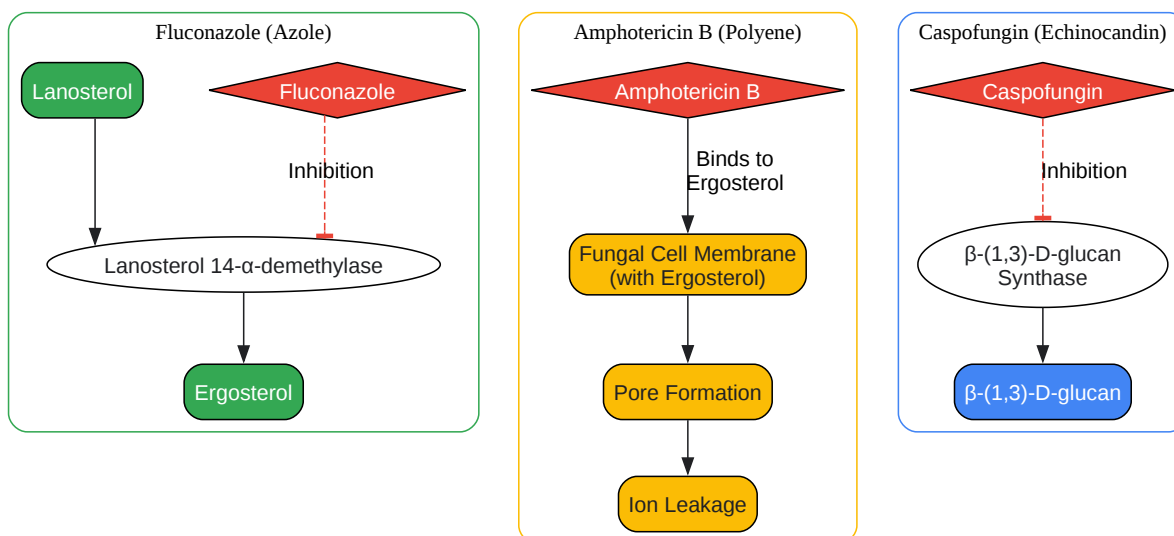 Fluconazole (Azole)
Lanosterol
Fluconazole
Inhibition
Lanosterol 14-α-demethylase
Ergosterol
Amphotericin B (Polyene)
Amphotericin B
Binds to
Ergosterol
Fungal Cell Membrane
(with Ergosterol)
Pore Formation
Ion Leakage
Caspofungin (Echinocandin)
Caspofungin
Inhibition
β-(1,3)-D-glucan
Synthase
β-(1,3)-D-glucan